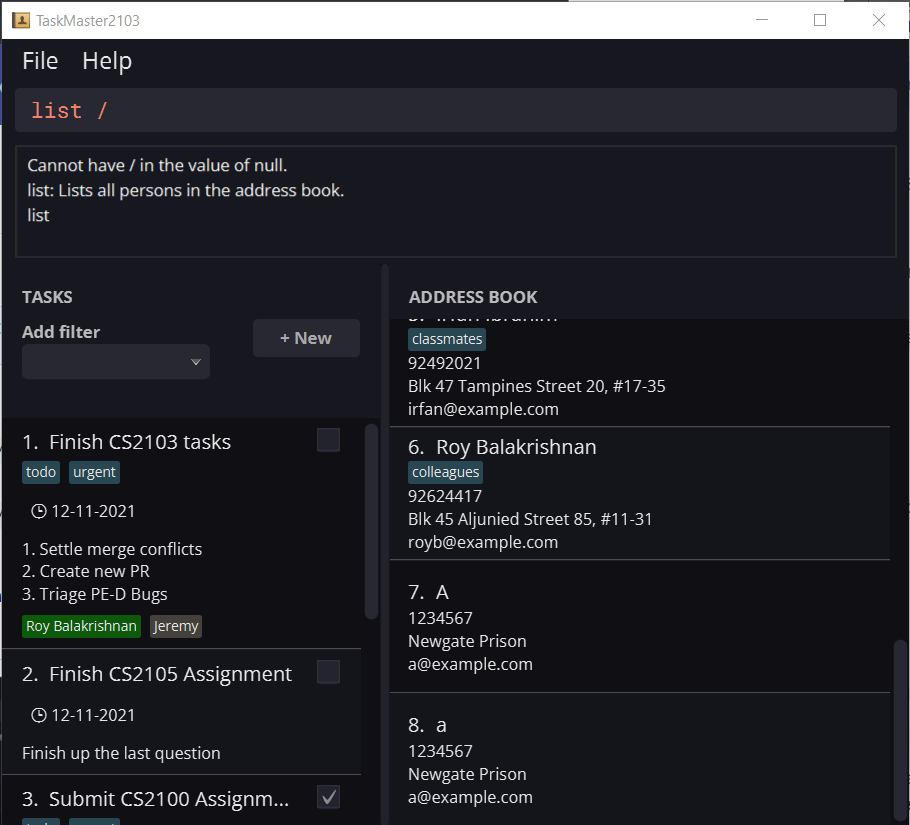 TaskMaster2103
File Help
list /
Cannot have / in the value of null.
list: Lists all persons in the address book.
list
TASKS
Add filter
+ New
1. Finish CS2103 tasks
todo urgent
12-11-2021
1. Settle merge conflicts
2. Create new PR
3. Triage PE-D Bugs
Roy Balakrishnan Jeremy
2. Finish CS2105 Assignment
12-11-2021
Finish up the last question
3. Submit CS2100 Assignm...
ADDRESS BOOK
classmates
92492021
Blk 47 Tampines Street 20, #17-35
irfan@example.com
6. Roy Balakrishnan
colleagues
92624417
Blk 45 Aljunied Street 85, #11-31
royb@example.com
7. A
1234567
Newgate Prison
a@example.com
8. a
1234567
Newgate Prison
a@example.com